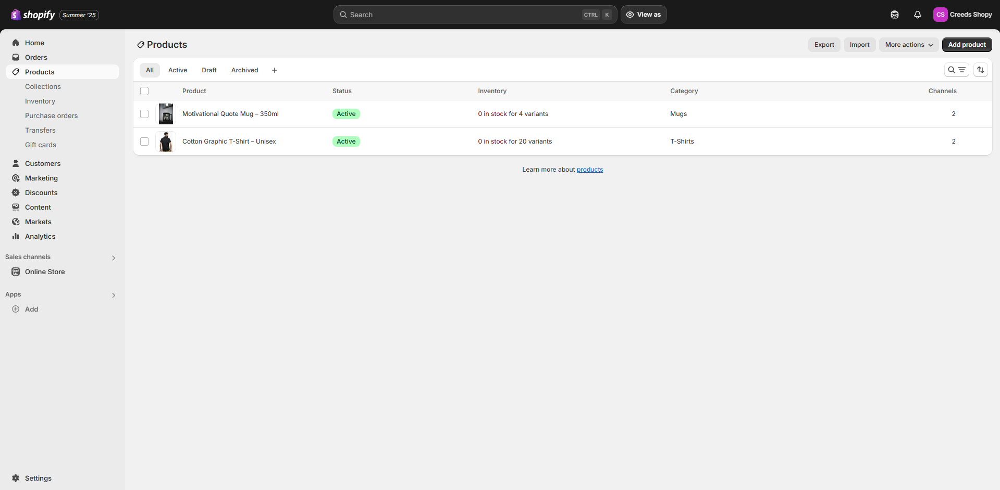 shopify Summer '25
Search CTRL K
View as
CS Creeds Shopy
Home
Orders
Products
Collections
Inventory
Purchase orders
Transfers
Gift cards
Customers
Marketing
Discounts
Content
Markets
Analytics
Sales channels
Online Store
Apps
Add
Settings
Products
Export Import More actions Add product
All Active Draft Archived
Product Status Inventory Category Channels
Motivational Quote Mug – 350ml Active 0 in stock for 4 variants Mugs 2
Cotton Graphic T-Shirt – Unisex Active 0 in stock for 20 variants T-Shirts 2
Learn more about products